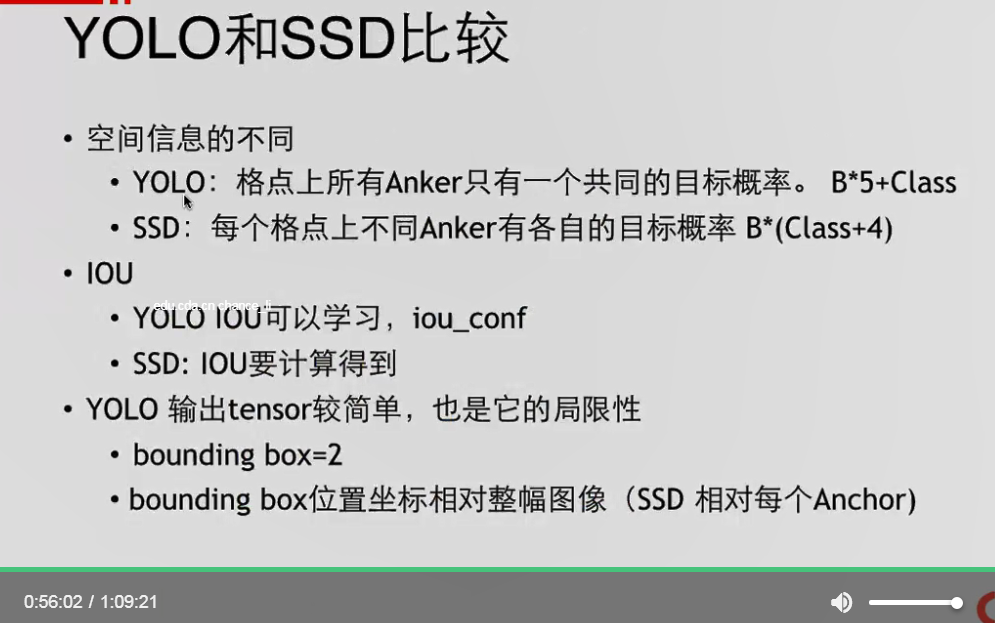 YOLO和SSD比较
• 空间信息的不同
• YOLO：格点上所有Anker只有一个共同的目标概率。 B*5+Class
• SSD：每个格点上不同Anker有各自的目标概率 B*(Class+4)
• IOU
edu.cda.cn
• YOLO IOU可以学习，iou_conf
• SSD: IOU要计算得到
• YOLO 输出tensor较简单，也是它的局限性
• bounding box=2
• bounding box位置坐标相对整幅图像（SSD 相对每个Anchor)
0:56:02 / 1:09:21